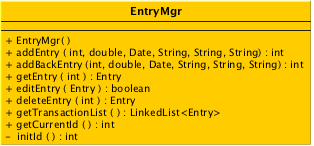 EntryMgr
+ EntryMgr()
+ addEntry ( int, double, Date, String, String, String) : int
+ addBackEntry (int, double, Date, String, String, String) : int
+ getEntry ( int ) : Entry
+ editEntry ( Entry ) : boolean
+ deleteEntry ( int ) : Entry
+ getTransactionList () : LinkedList<Entry>
+ getCurrentId () : int
- initId () : int